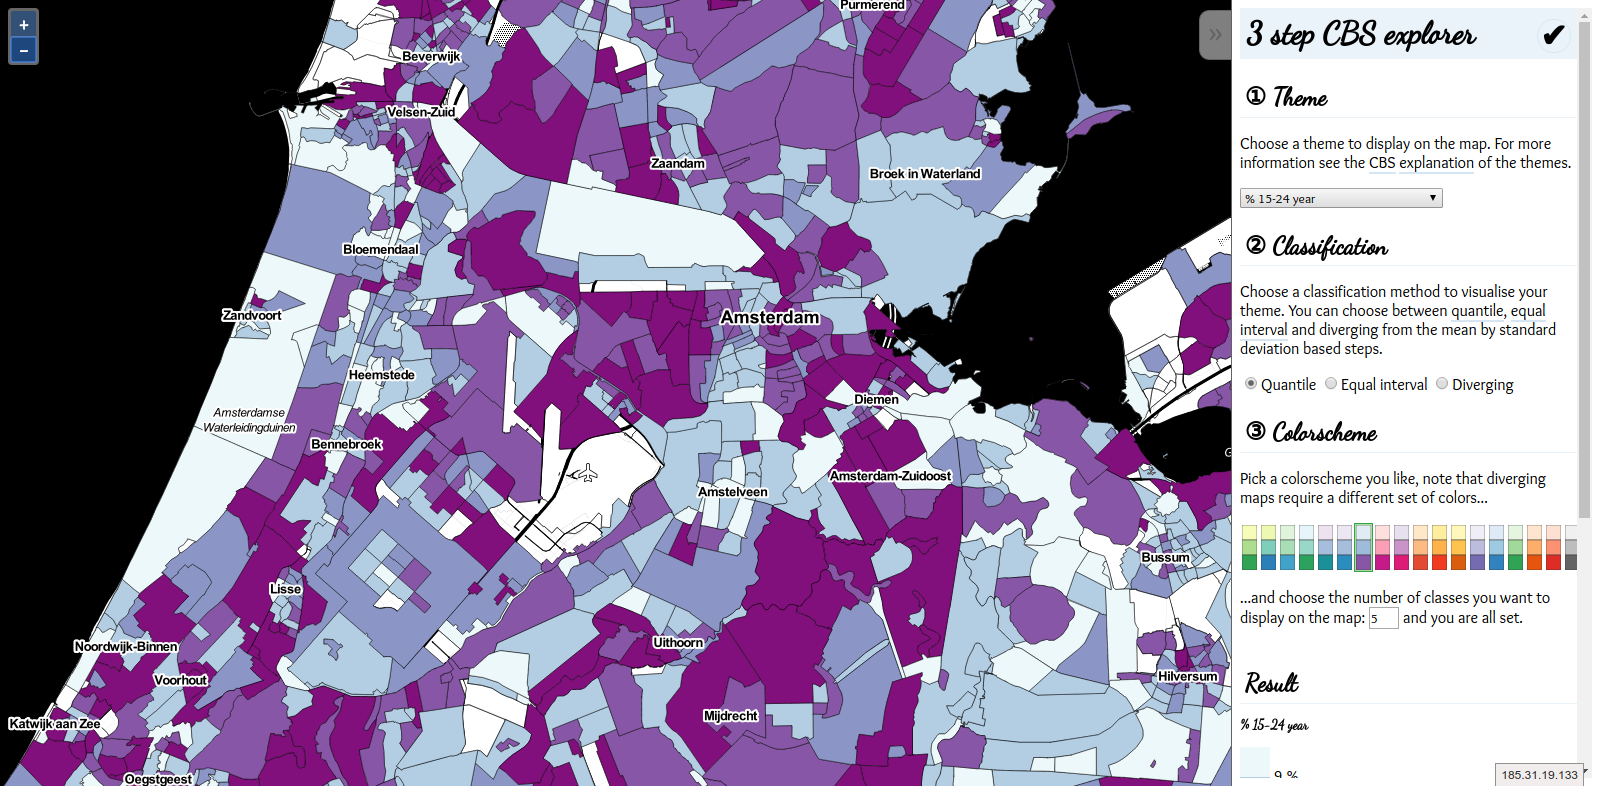 Purmerend
Beverwijk
Velsen-Zuid
Zaandam
Broek in Waterland
Bloemendaal
Zandvoort
Amsterdam
Heemstede
Diemen
Amsterdamse
Waterleidingduinen
Bennebroek
Amsterdam-Zuidoost
Amstelveen
Bussum
Lisse
Noordwijk-Binnen
Uithoorn
Voorhout
Hilversum
Katwijk aan Zee
Mijdrecht
Oegstgeest
+
−
»
3 step CBS explorer ✔
① Theme
Choose a theme to display on the map. For more
information see the CBS explanation of the themes.
% 15-24 year
② Classification
Choose a classification method to visualise your
theme. You can choose between quantile, equal
interval and diverging from the mean by standard
deviation based steps.
Quantile Equal interval Diverging
③ Colorscheme
Pick a colorscheme you like, note that diverging
maps require a different set of colors...
...and choose the number of classes you want to
display on the map: 5 and you are all set.
Result
% 15-24 year
9 %
185.31.19.133